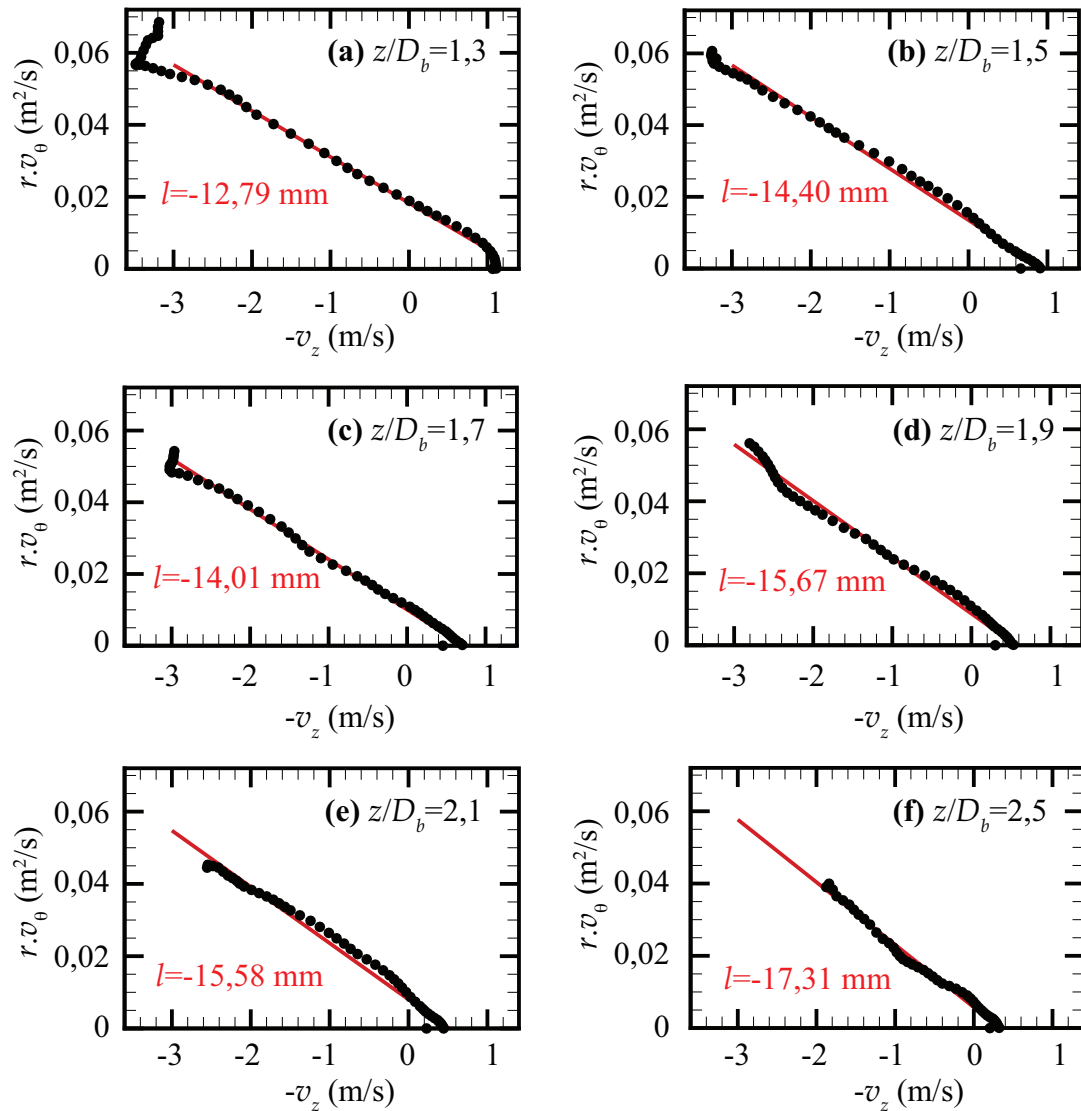 (a) z/D_b=1,3
r.v_θ (m²/s)
0,06
0,04
0,02
0
l=-12,79 mm
-3 -2 -1 0 1
-v_z (m/s)
(b) z/D_b=1,5
r.v_θ (m²/s)
0,06
0,04
0,02
0
l=-14,40 mm
-3 -2 -1 0 1
-v_z (m/s)
(c) z/D_b=1,7
r.v_θ (m²/s)
0,06
0,04
0,02
0
l=-14,01 mm
-3 -2 -1 0 1
-v_z (m/s)
(d) z/D_b=1,9
r.v_θ (m²/s)
0,06
0,04
0,02
0
l=-15,67 mm
-3 -2 -1 0 1
-v_z (m/s)
(e) z/D_b=2,1
r.v_θ (m²/s)
0,06
0,04
0,02
0
l=-15,58 mm
-3 -2 -1 0 1
-v_z (m/s)
(f) z/D_b=2,5
r.v_θ (m²/s)
0,06
0,04
0,02
0
l=-17,31 mm
-3 -2 -1 0 1
-v_z (m/s)